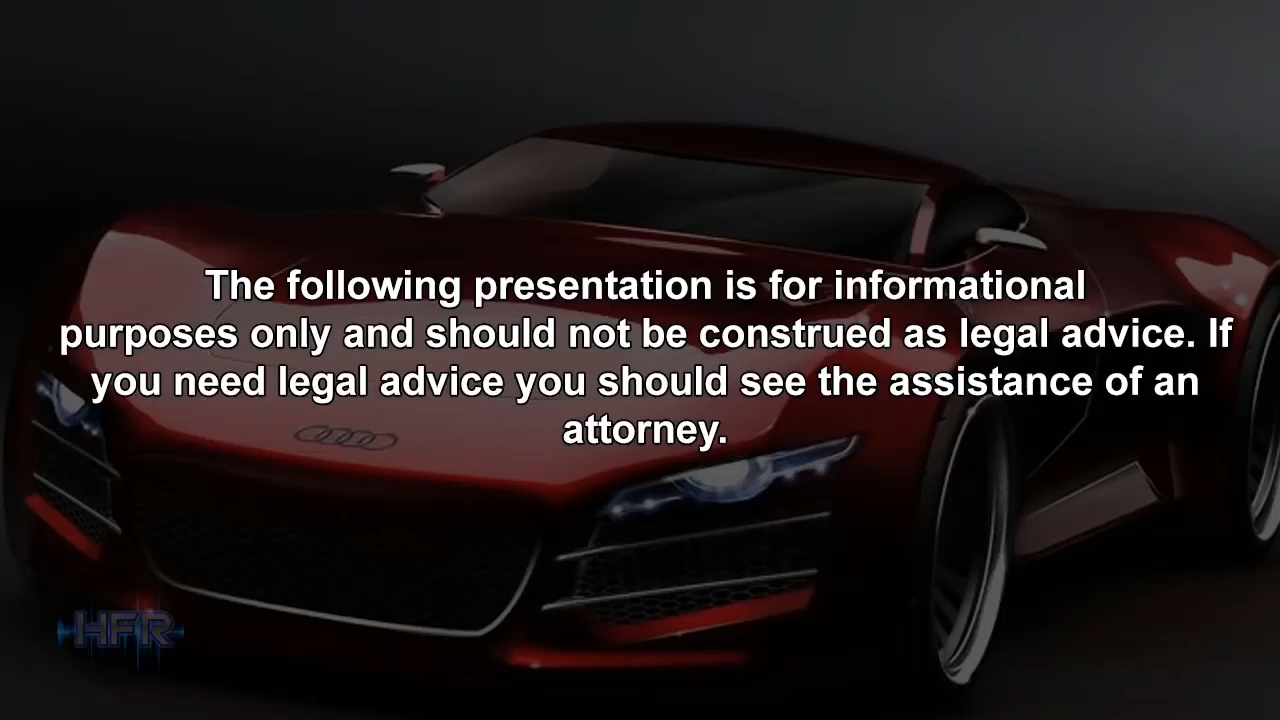 The following presentation is for informational
purposes only and should not be construed as legal advice. If
you need legal advice you should see the assistance of an
attorney.
HFR